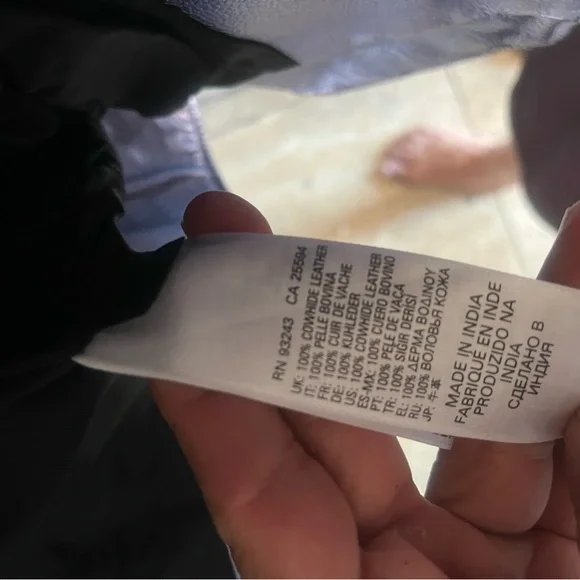 RN 93243 CA 25594
UK: 100% COWHIDE LEATHER
IT: 100% PELLE BOVINA
FR: 100% CUIR DE VACHE
DE: 100% KUHLEDER
US: 100% COWHIDE LEATHER
ES-MX: 100% CUERO BOVINO
PT: 100% PELE DE VACA
TR: 100% SIGIR DERISI
EL: 100% ΔΕΡΜΑ ΒΟΔΙΝΟΥ
RU: 100% ВОЛОВЬЯ КОЖА
JP: 牛革
MADE IN INDIA
FABRIQUE EN INDE
PRODUZIDO NA
INDIA
СДЕЛАНО В
ИНДИЯ